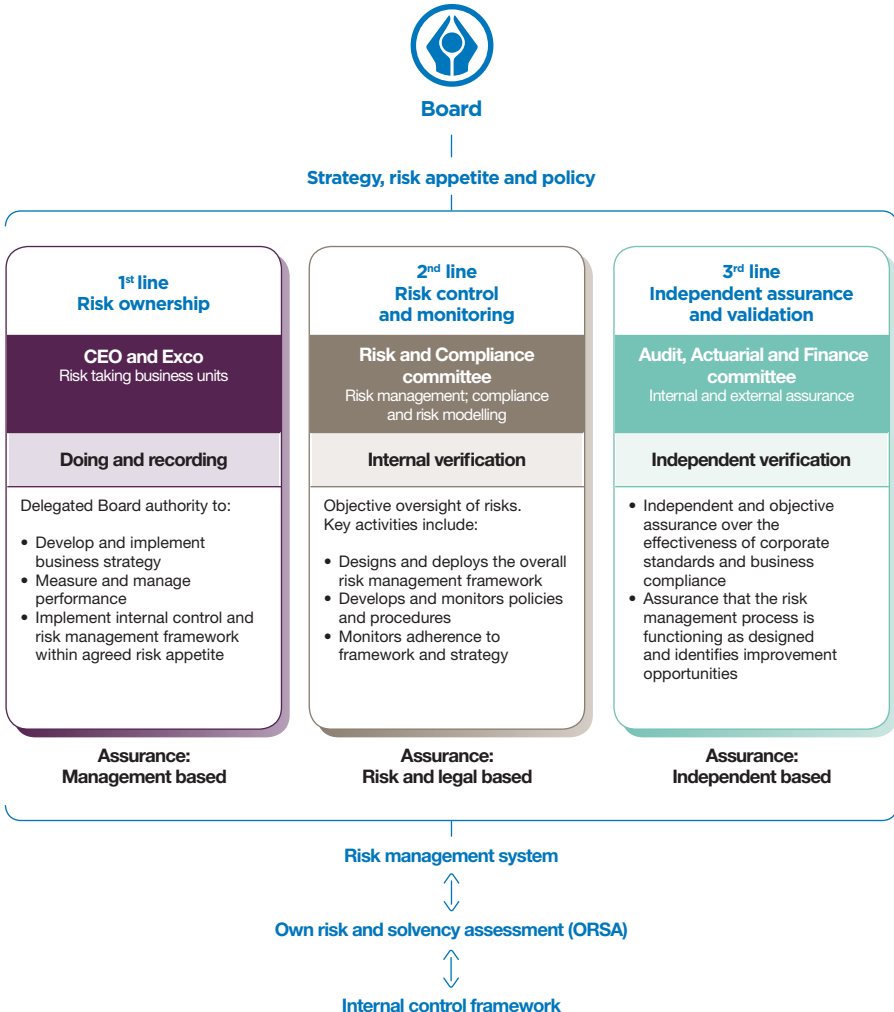 Board
Strategy, risk appetite and policy
1st line
Risk ownership
CEO and Exco
Risk taking business units
Doing and recording
Delegated Board authority to:
• Develop and implement
business strategy
• Measure and manage
performance
• Implement internal control and
risk management framework
within agreed risk appetite
Assurance:
Management based
2nd line
Risk control
and monitoring
Risk and Compliance
committee
Risk management; compliance
and risk modelling
Internal verification
Objective oversight of risks.
Key activities include:
• Designs and deploys the overall
risk management framework
• Develops and monitors policies
and procedures
• Monitors adherence to
framework and strategy
Assurance:
Risk and legal based
3rd line
Independent assurance
and validation
Audit, Actuarial and Finance
committee
Internal and external assurance
Independent verification
• Independent and objective
assurance over the
effectiveness of corporate
standards and business
compliance
• Assurance that the risk
management process is
functioning as designed
and identifies improvement
opportunities
Assurance:
Independent based
Risk management system
Own risk and solvency assessment (ORSA)
Internal control framework